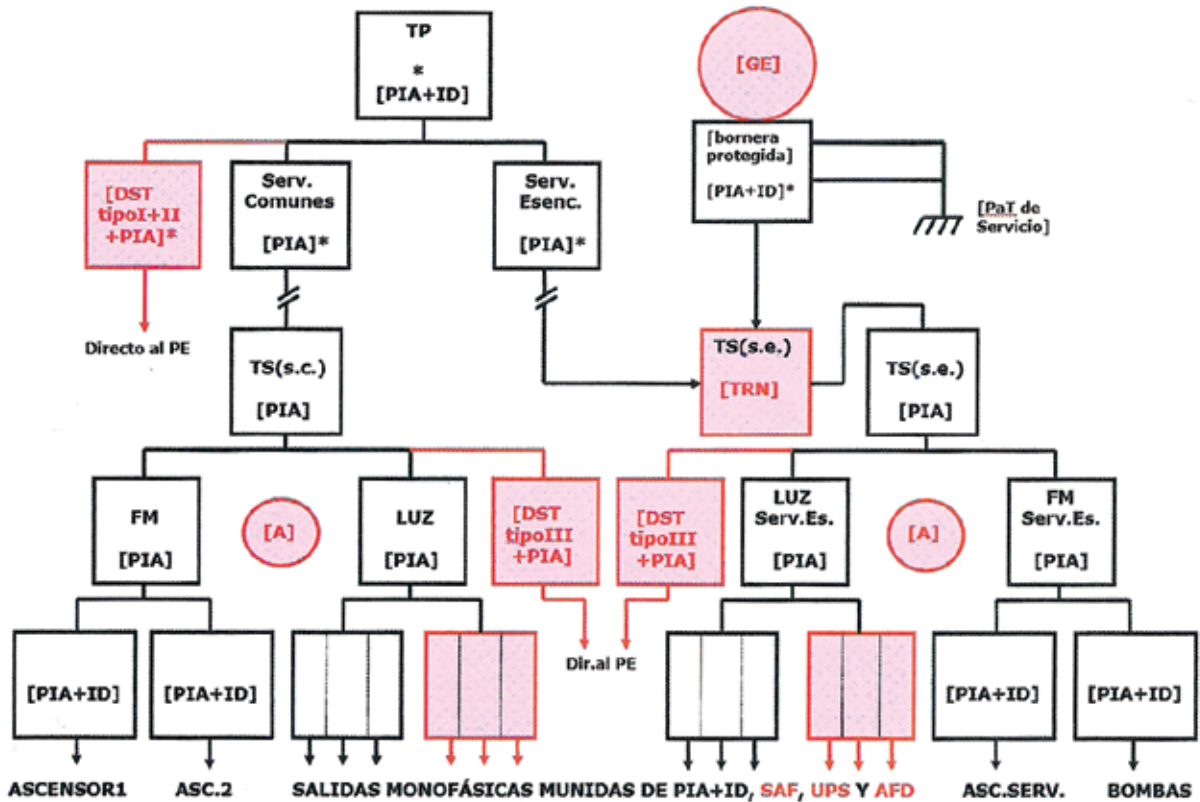 TP
*
[PIA+ID]
[GE]
[bornera
protegida]
[PIA+ID]*
[PaT de
Servicio]
[DST
tipoI+II
+PIA]*
Serv.
Comunes
[PIA]*
Serv.
Esenc.
[PIA]*
Directo al PE
TS(s.c.)
[PIA]
TS(s.e.)
[TRN]
TS(s.e.)
[PIA]
FM
[PIA]
[A]
LUZ
[PIA]
[DST
tipoIII
+PIA]
[DST
tipoIII
+PIA]
LUZ
Serv.Es.
[PIA]
[A]
FM
Serv.Es.
[PIA]
[PIA+ID]
[PIA+ID]
Dir.al PE
[PIA+ID]
[PIA+ID]
ASCENSOR1
ASC.2
SALIDAS MONOFÁSICAS MUNIDAS DE PIA+ID, SAF, UPS Y AFD
ASC.SERV.
BOMBAS